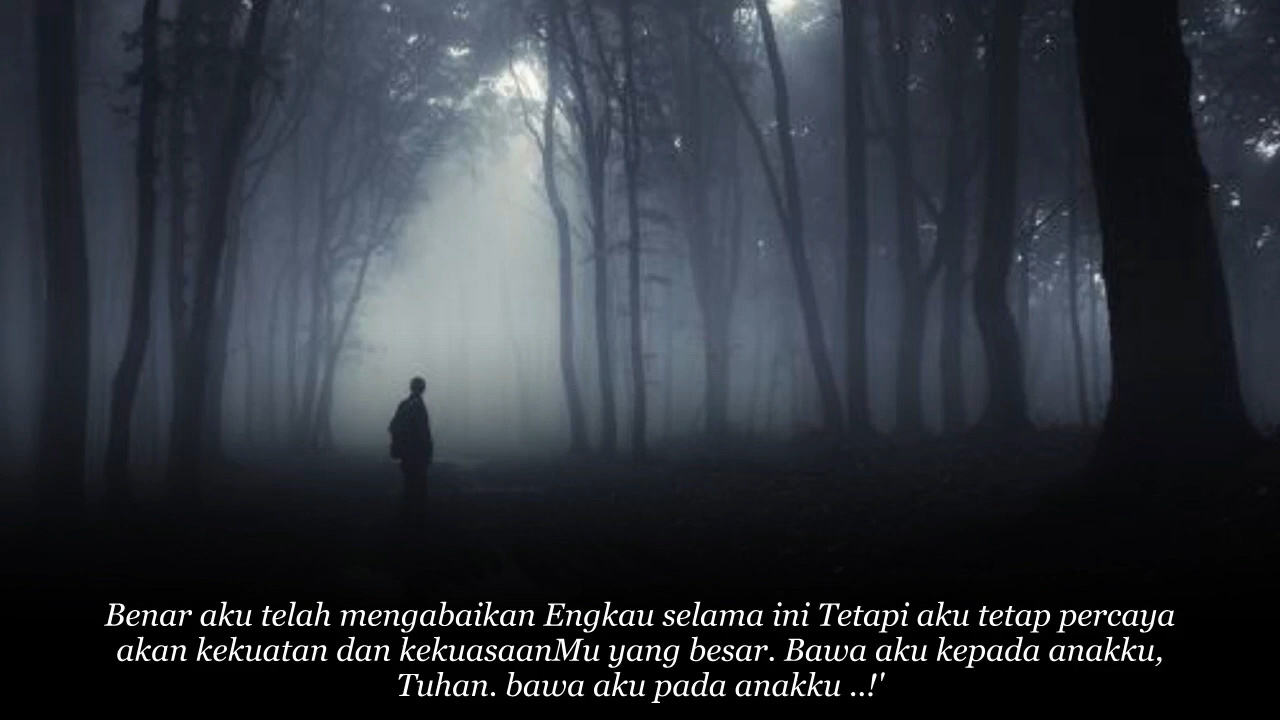 Benar aku telah mengabaikan Engkau selama ini Tetapi aku tetap percaya
akan kekuatan dan kekuasaanMu yang besar. Bawa aku kepada anakku,
Tuhan. bawa aku pada anakku ..!'